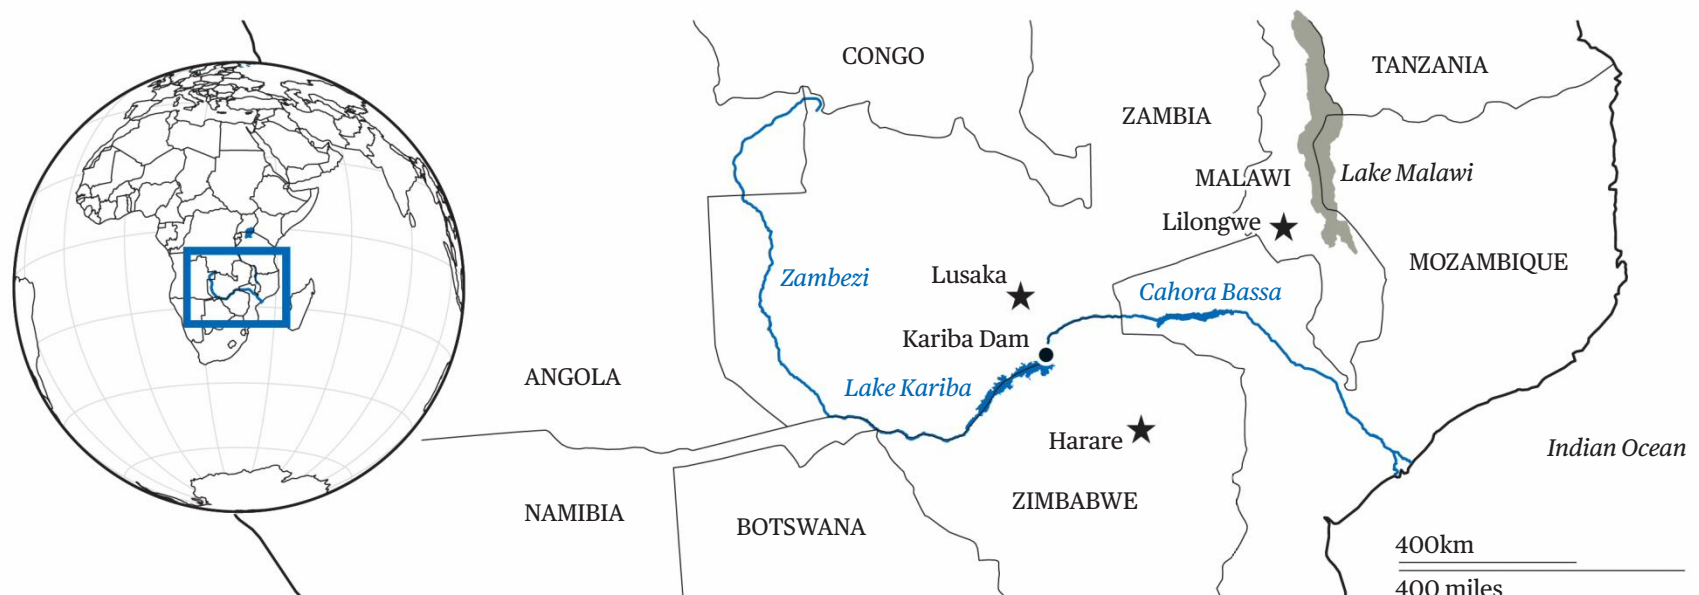 CONGO
TANZANIA
ZAMBIA
MALAWI
Lake Malawi
Lilongwe
MOZAMBIQUE
Zambezi
Lusaka
Cahora Bassa
Kariba Dam
ANGOLA
Lake Kariba
Harare
Indian Ocean
ZIMBABWE
NAMIBIA
BOTSWANA
400km
400 miles